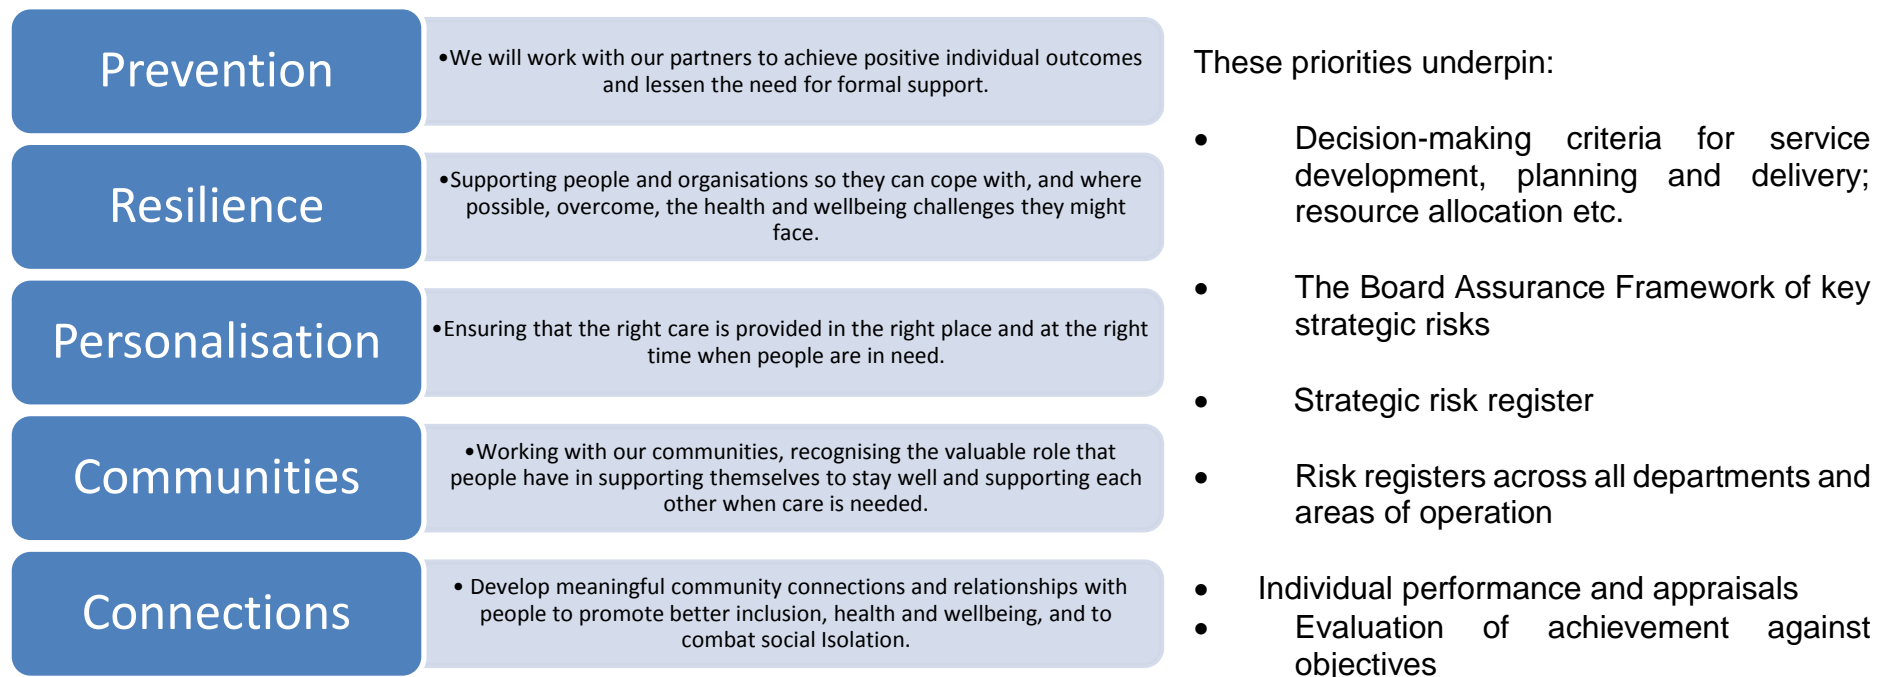 Prevention
•We will work with our partners to achieve positive individual outcomes
and lessen the need for formal support.
Resilience
•Supporting people and organisations so they can cope with, and where
possible, overcome, the health and wellbeing challenges they might
face.
Personalisation
•Ensuring that the right care is provided in the right place and at the right
time when people are in need.
Communities
•Working with our communities, recognising the valuable role that
people have in supporting themselves to stay well and supporting each
other when care is needed.
Connections
• Develop meaningful community connections and relationships with
people to promote better inclusion, health and wellbeing, and to
combat social Isolation.
These priorities underpin:
• Decision-making criteria for service
development, planning and delivery;
resource allocation etc.
• The Board Assurance Framework of key
strategic risks
• Strategic risk register
• Risk registers across all departments and
areas of operation
• Individual performance and appraisals
• Evaluation of achievement against
objectives